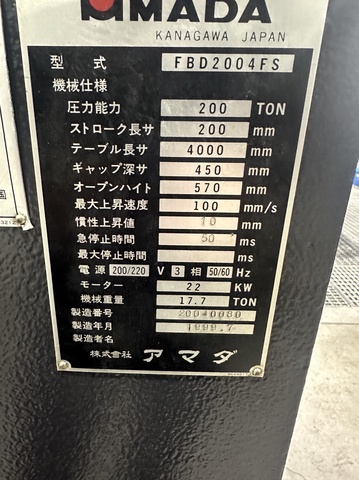 AMADA
KANAGAWA JAPAN
型式 FBD2004FS
機械仕様
圧力能力 200 TON
ストローク長サ 200 mm
テーブル長サ 4000 mm
ギャップ深サ 450 mm
オープンハイト 570 mm
最大上昇速度 100 mm/s
慣性上昇値 10 mm
急停止時間 50 ms
最大停止時間 ms
電源 200/220 V 3 相 50/60 Hz
モーター 22 KW
機械重量 17.7 TON
製造番号 20040080
製造年月 1999.7
製造者名
株式会社 アマダ